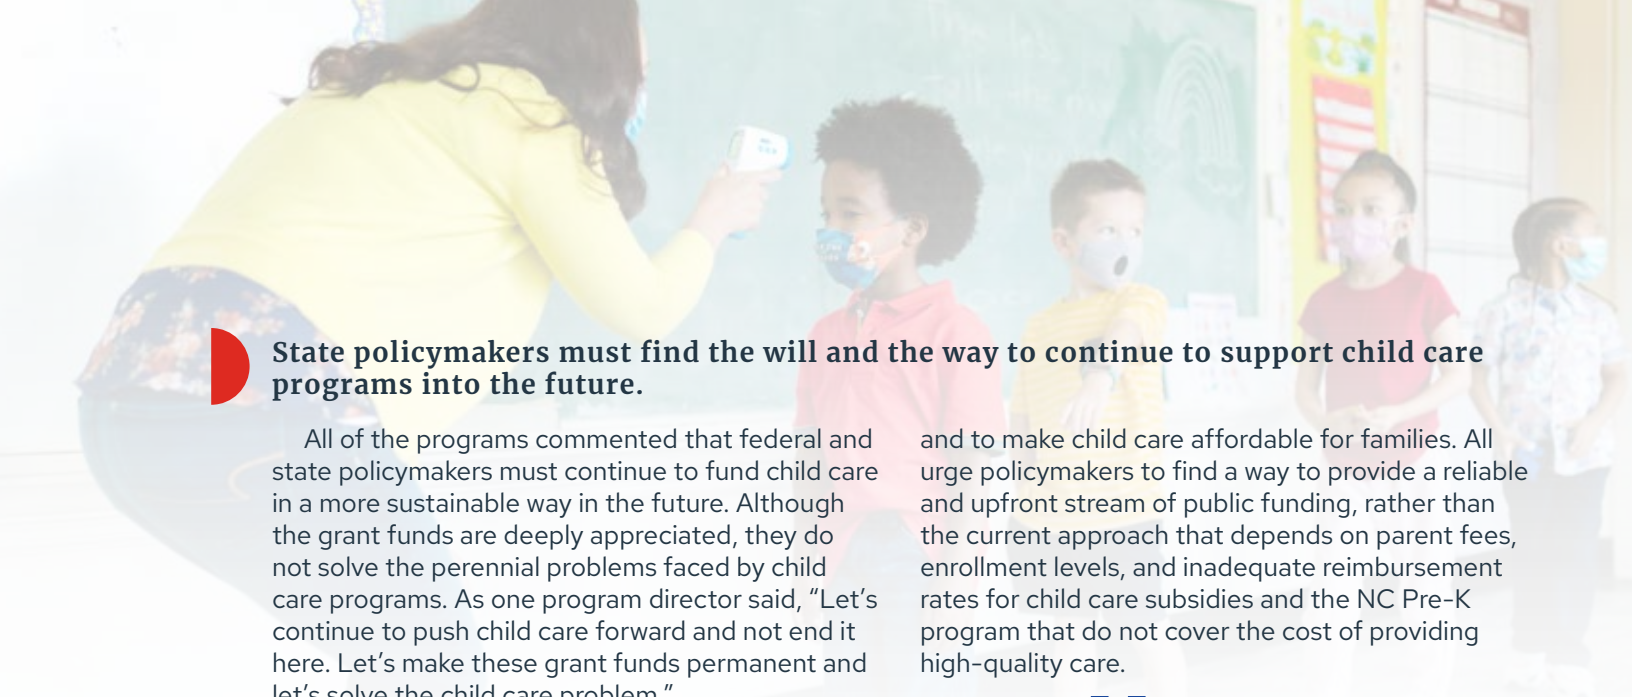 State policymakers must find the will and the way to continue to support child care
programs into the future.
All of the programs commented that federal and
state policymakers must continue to fund child care
in a more sustainable way in the future. Although
the grant funds are deeply appreciated, they do
not solve the perennial problems faced by child
care programs. As one program director said, “Let’s
continue to push child care forward and not end it
here. Let’s make these grant funds permanent and
let’s solve the child care problem.”
and to make child care affordable for families. All
urge policymakers to find a way to provide a reliable
and upfront stream of public funding, rather than
the current approach that depends on parent fees,
enrollment levels, and inadequate reimbursement
rates for child care subsidies and the NC Pre-K
program that do not cover the cost of providing
high-quality care.